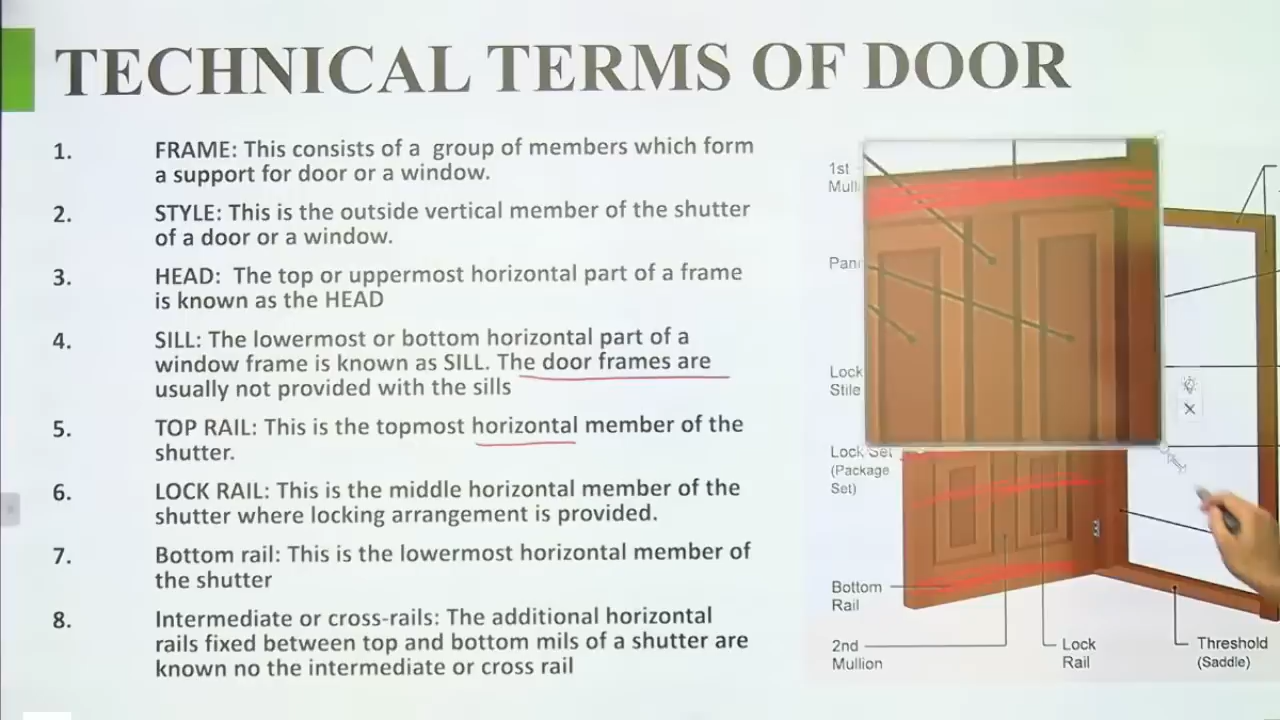 TECHNICAL TERMS OF DOOR
1. FRAME: This consists of a group of members which form
a support for door or a window.
2. STYLE: This is the outside vertical member of the shutter
of a door or a window.
3. HEAD: The top or uppermost horizontal part of a frame
is known as the HEAD
4. SILL: The lowermost or bottom horizontal part of a
window frame is known as SILL. The door frames are
usually not provided with the sills
5. TOP RAIL: This is the topmost horizontal member of the
shutter.
6. LOCK RAIL: This is the middle horizontal member of the
shutter where locking arrangement is provided.
7. Bottom rail: This is the lowermost horizontal member of
the shutter
8. Intermediate or cross-rails: The additional horizontal
rails fixed between top and bottom mils of a shutter are
known no the intermediate or cross rail
1st
Lock
Stile
Lock Set
(Package
Set)
Bottom
Rail
2nd
Mullion
Lock
Rail
Threshold
(Saddle)